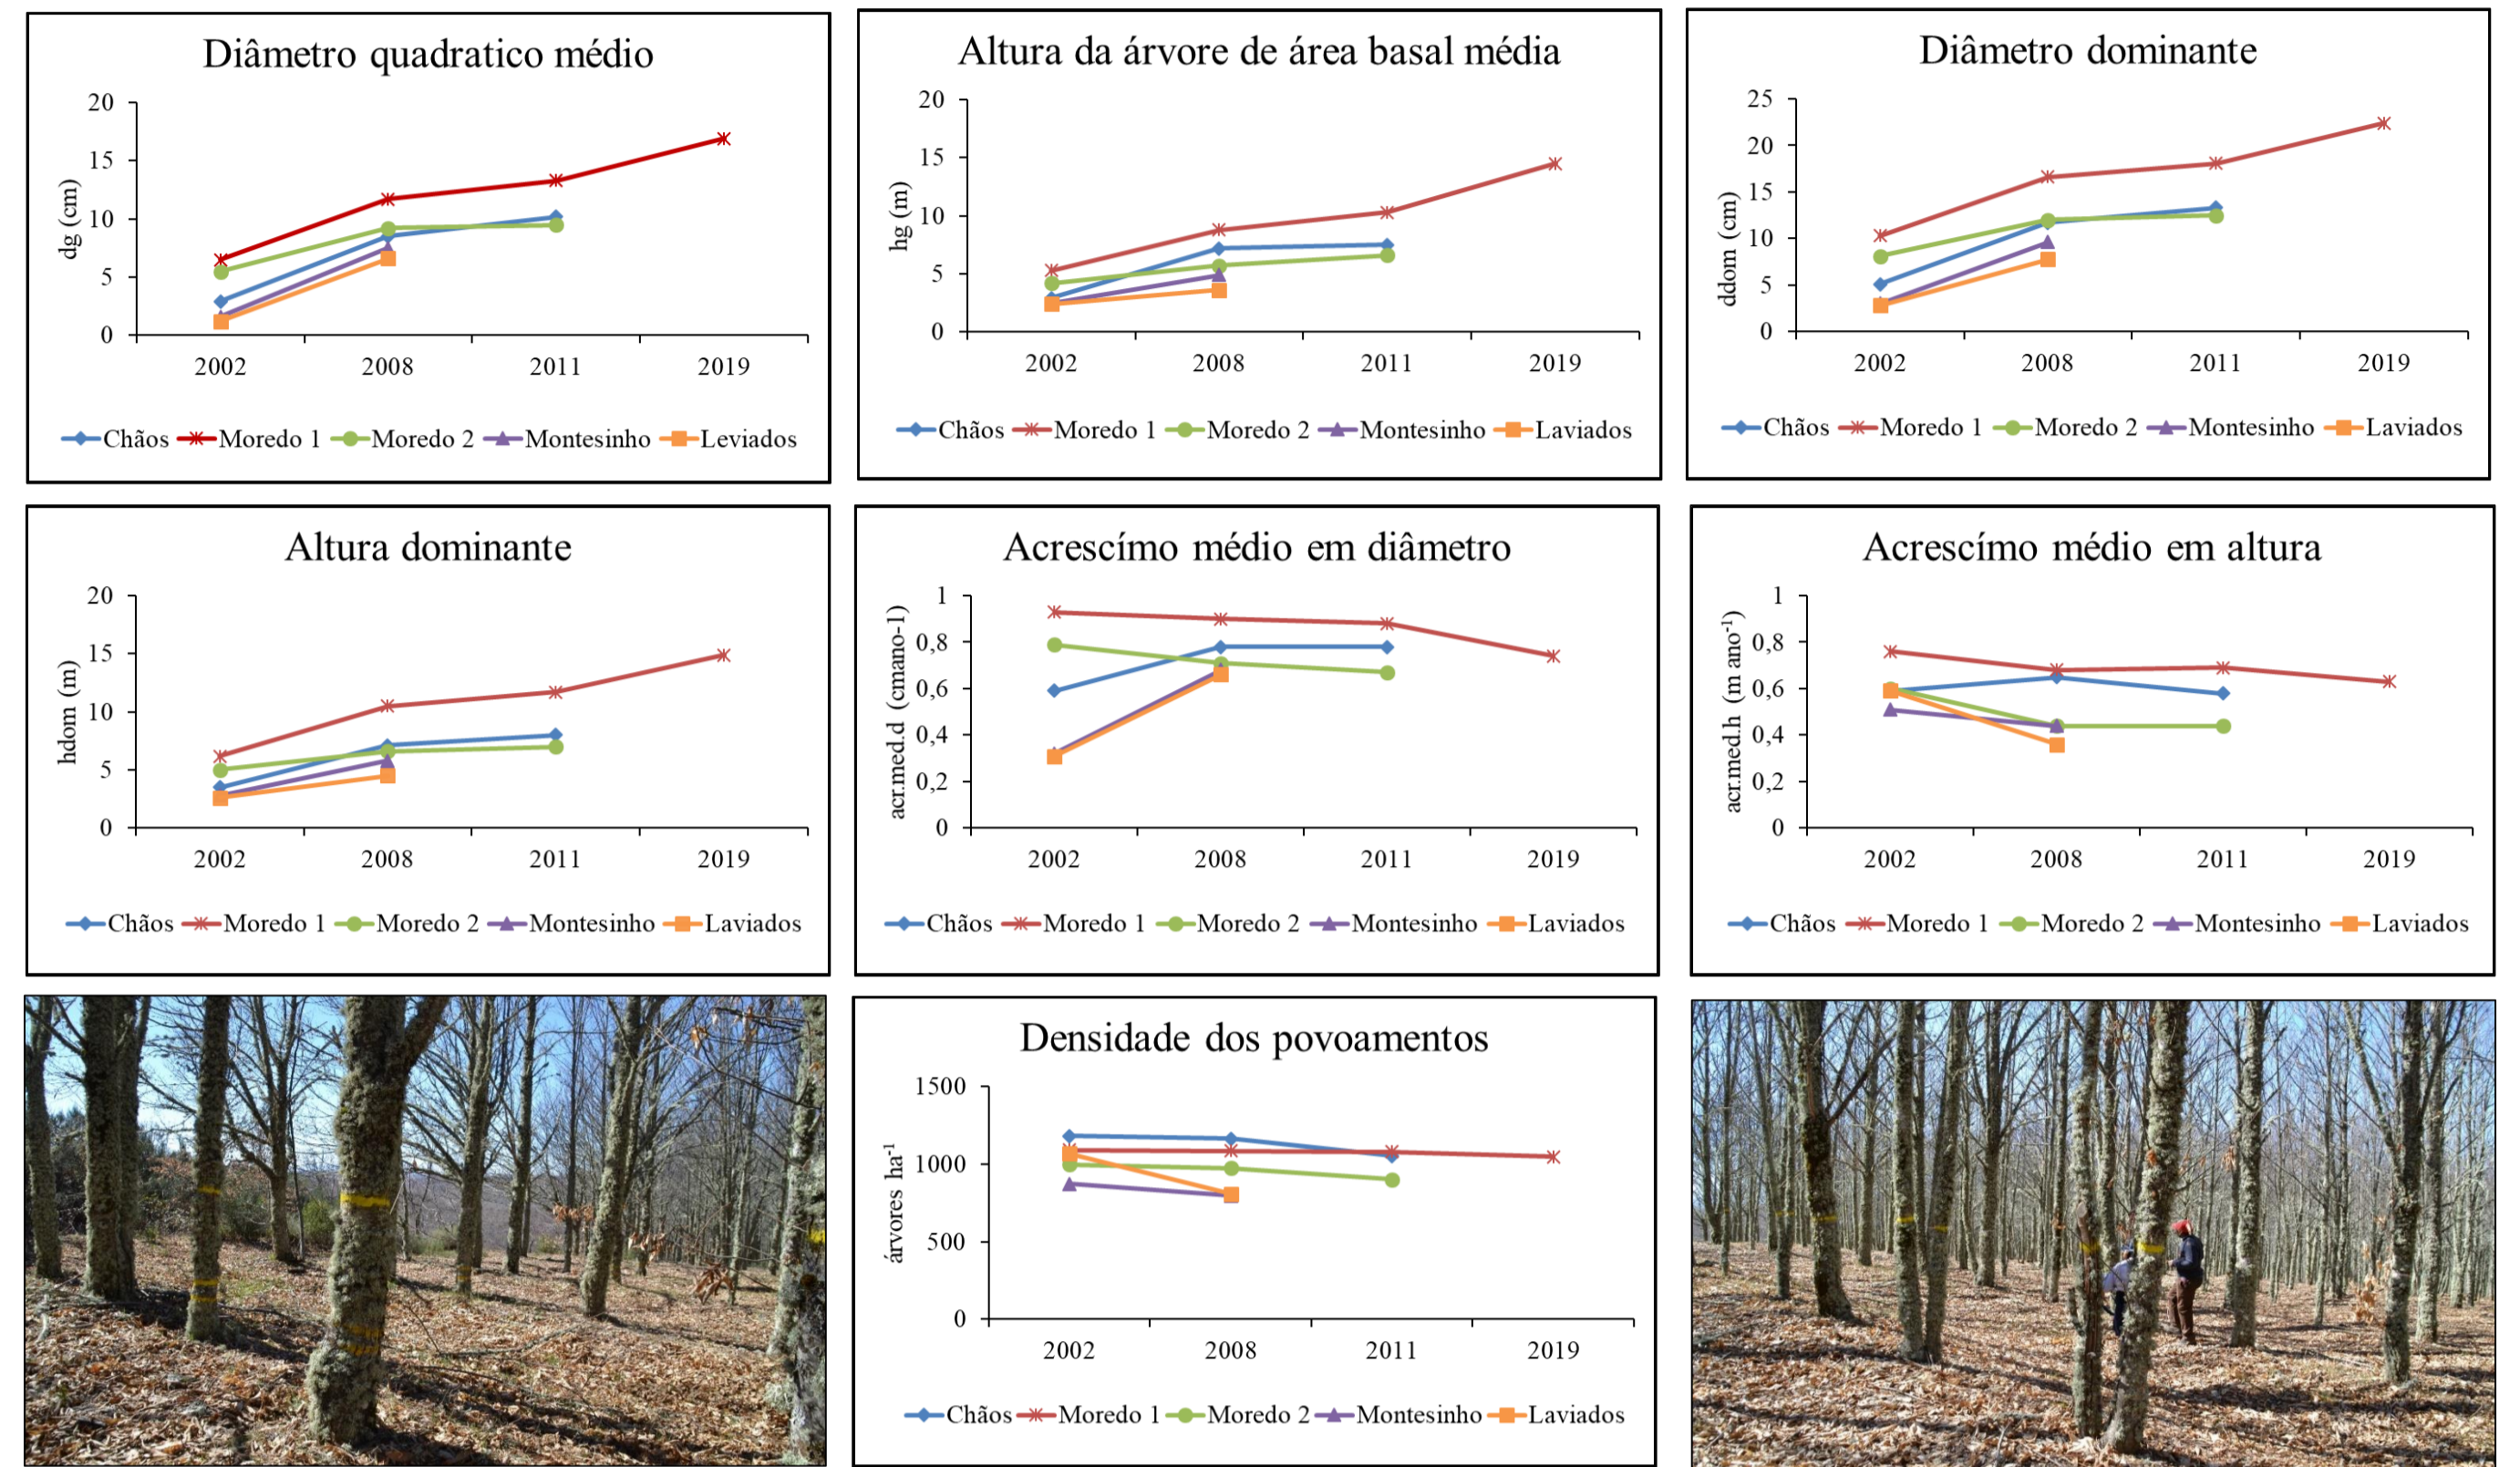 Diâmetro quadratico médio
20
15
10
5
0
dg (cm)
2002 2008 2011 2019
Chãos Moredo 1 Moredo 2 Montesinho Leviados
Altura da árvore de área basal média
20
15
10
5
0
hg (m)
2002 2008 2011 2019
Chãos Moredo 1 Moredo 2 Montesinho Laviados
Diâmetro dominante
25
20
15
10
5
0
ddom (cm)
2002 2008 2011 2019
Chãos Moredo 1 Moredo 2 Montesinho Laviados
Altura dominante
20
15
10
5
0
hdom (m)
2002 2008 2011 2019
Chãos Moredo 1 Moredo 2 Montesinho Laviados
Acrescímo médio em diâmetro
1
0,8
0,6
0,4
0,2
0
acr.med.d (cmano-1)
2002 2008 2011 2019
Chãos Moredo 1 Moredo 2 Montesinho Laviados
Acrescímo médio em altura
1
0,8
0,6
0,4
0,2
0
acr.med.h (m ano⁻¹)
2002 2008 2011 2019
Chãos Moredo 1 Moredo 2 Montesinho Laviados
Densidade dos povoamentos
1500
1000
500
0
árvores ha⁻¹
2002 2008 2011 2019
Chãos Moredo 1 Moredo 2 Montesinho Laviados